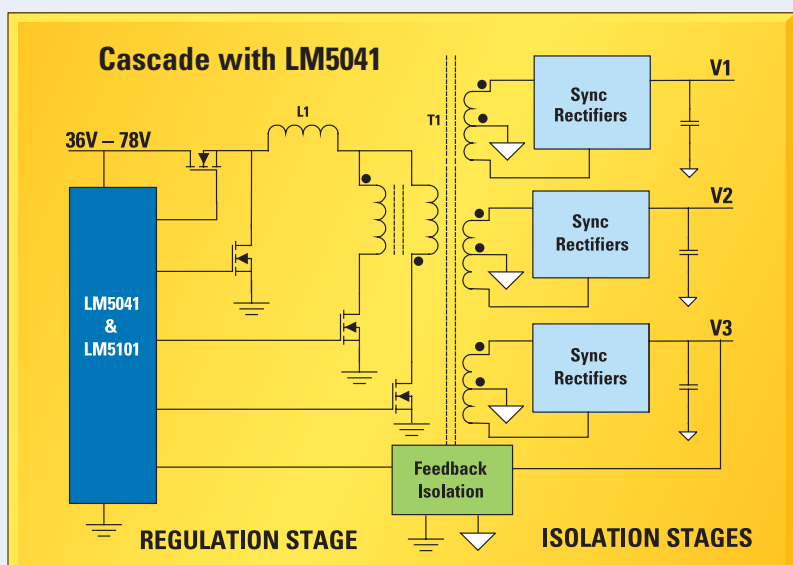 Cascade with LM5041
L1
T1
36V – 78V
LM5041
&
LM5101
Sync
Rectifiers
V1
Sync
Rectifiers
V2
Sync
Rectifiers
V3
Feedback
Isolation
REGULATION STAGE
ISOLATION STAGES